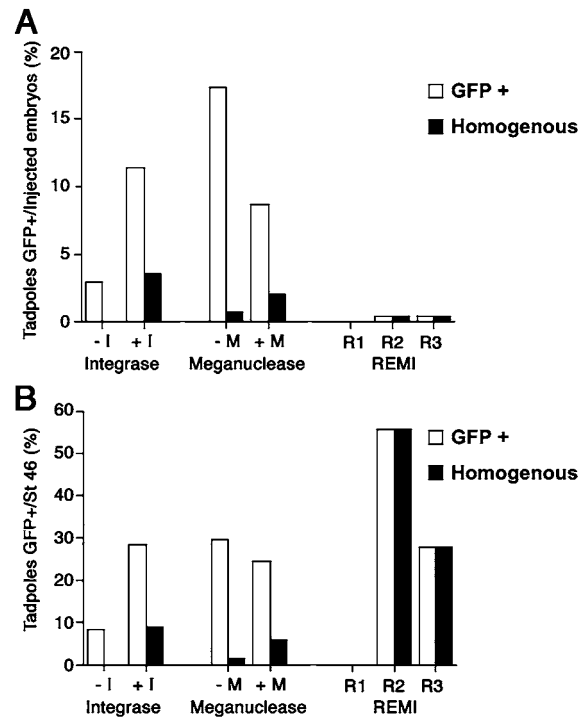 A
Tadpoles GFP+/Injected embryos (%)
20
15
10
5
0
GFP +
Homogenous
- I + I - M + M R1 R2 R3
Integrase Meganuclease REMI
B
Tadpoles GFP+/St 46 (%)
60
50
40
30
20
10
0
GFP +
Homogenous
- I + I - M + M R1 R2 R3
Integrase Meganuclease REMI